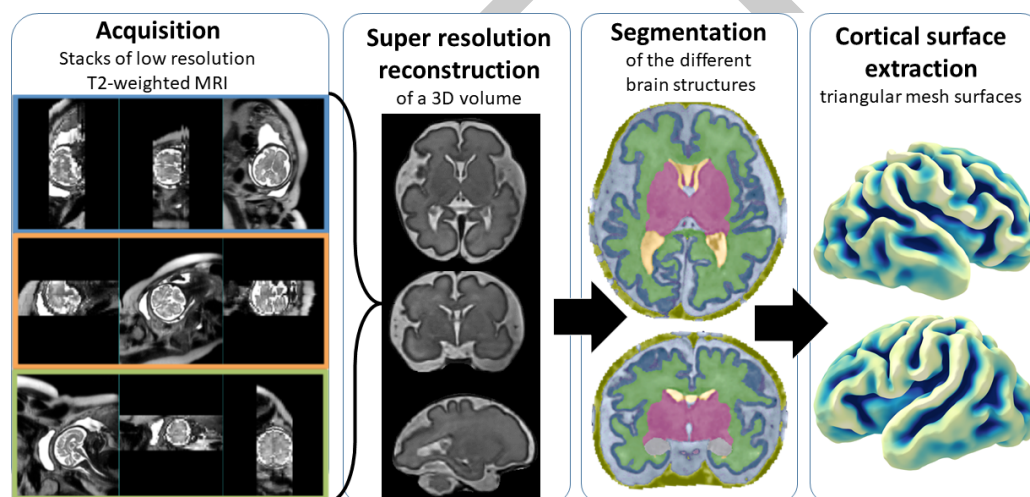 Acquisition
Stacks of low resolution
T2-weighted MRI
Super resolution
reconstruction
of a 3D volume
Segmentation
of the different
brain structures
Cortical surface
extraction
triangular mesh surfaces